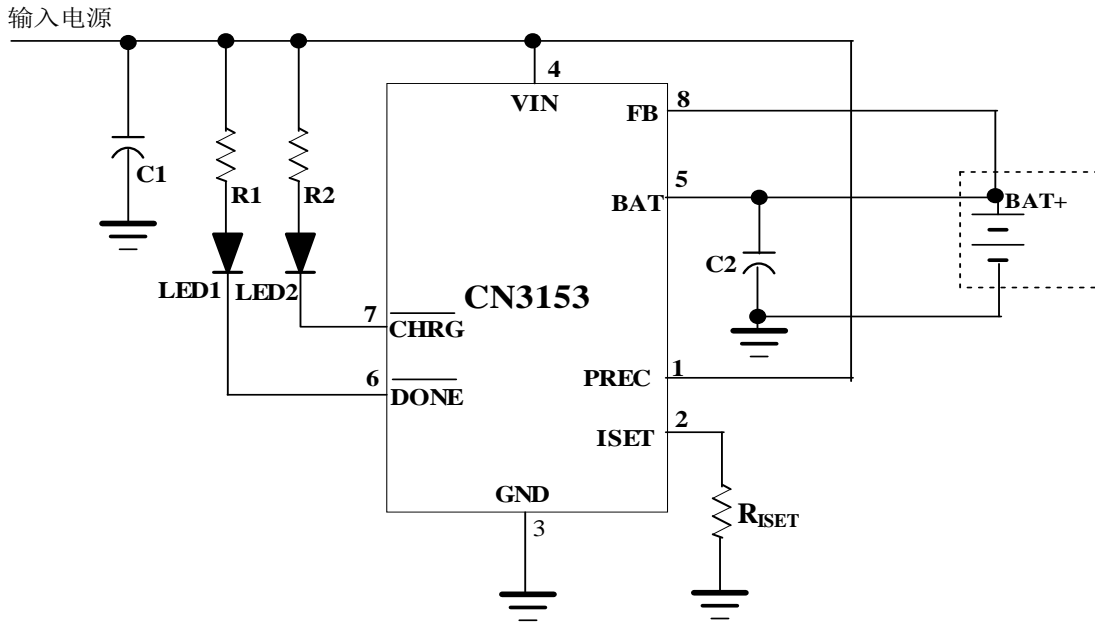 输入电源
4
VIN
FB
8
C1
R1
R2
BAT
5
BAT+
C2
LED1
LED2
CN3153
7
CHRG
6
DONE
PREC
1
ISET
2
GND
3
RISET